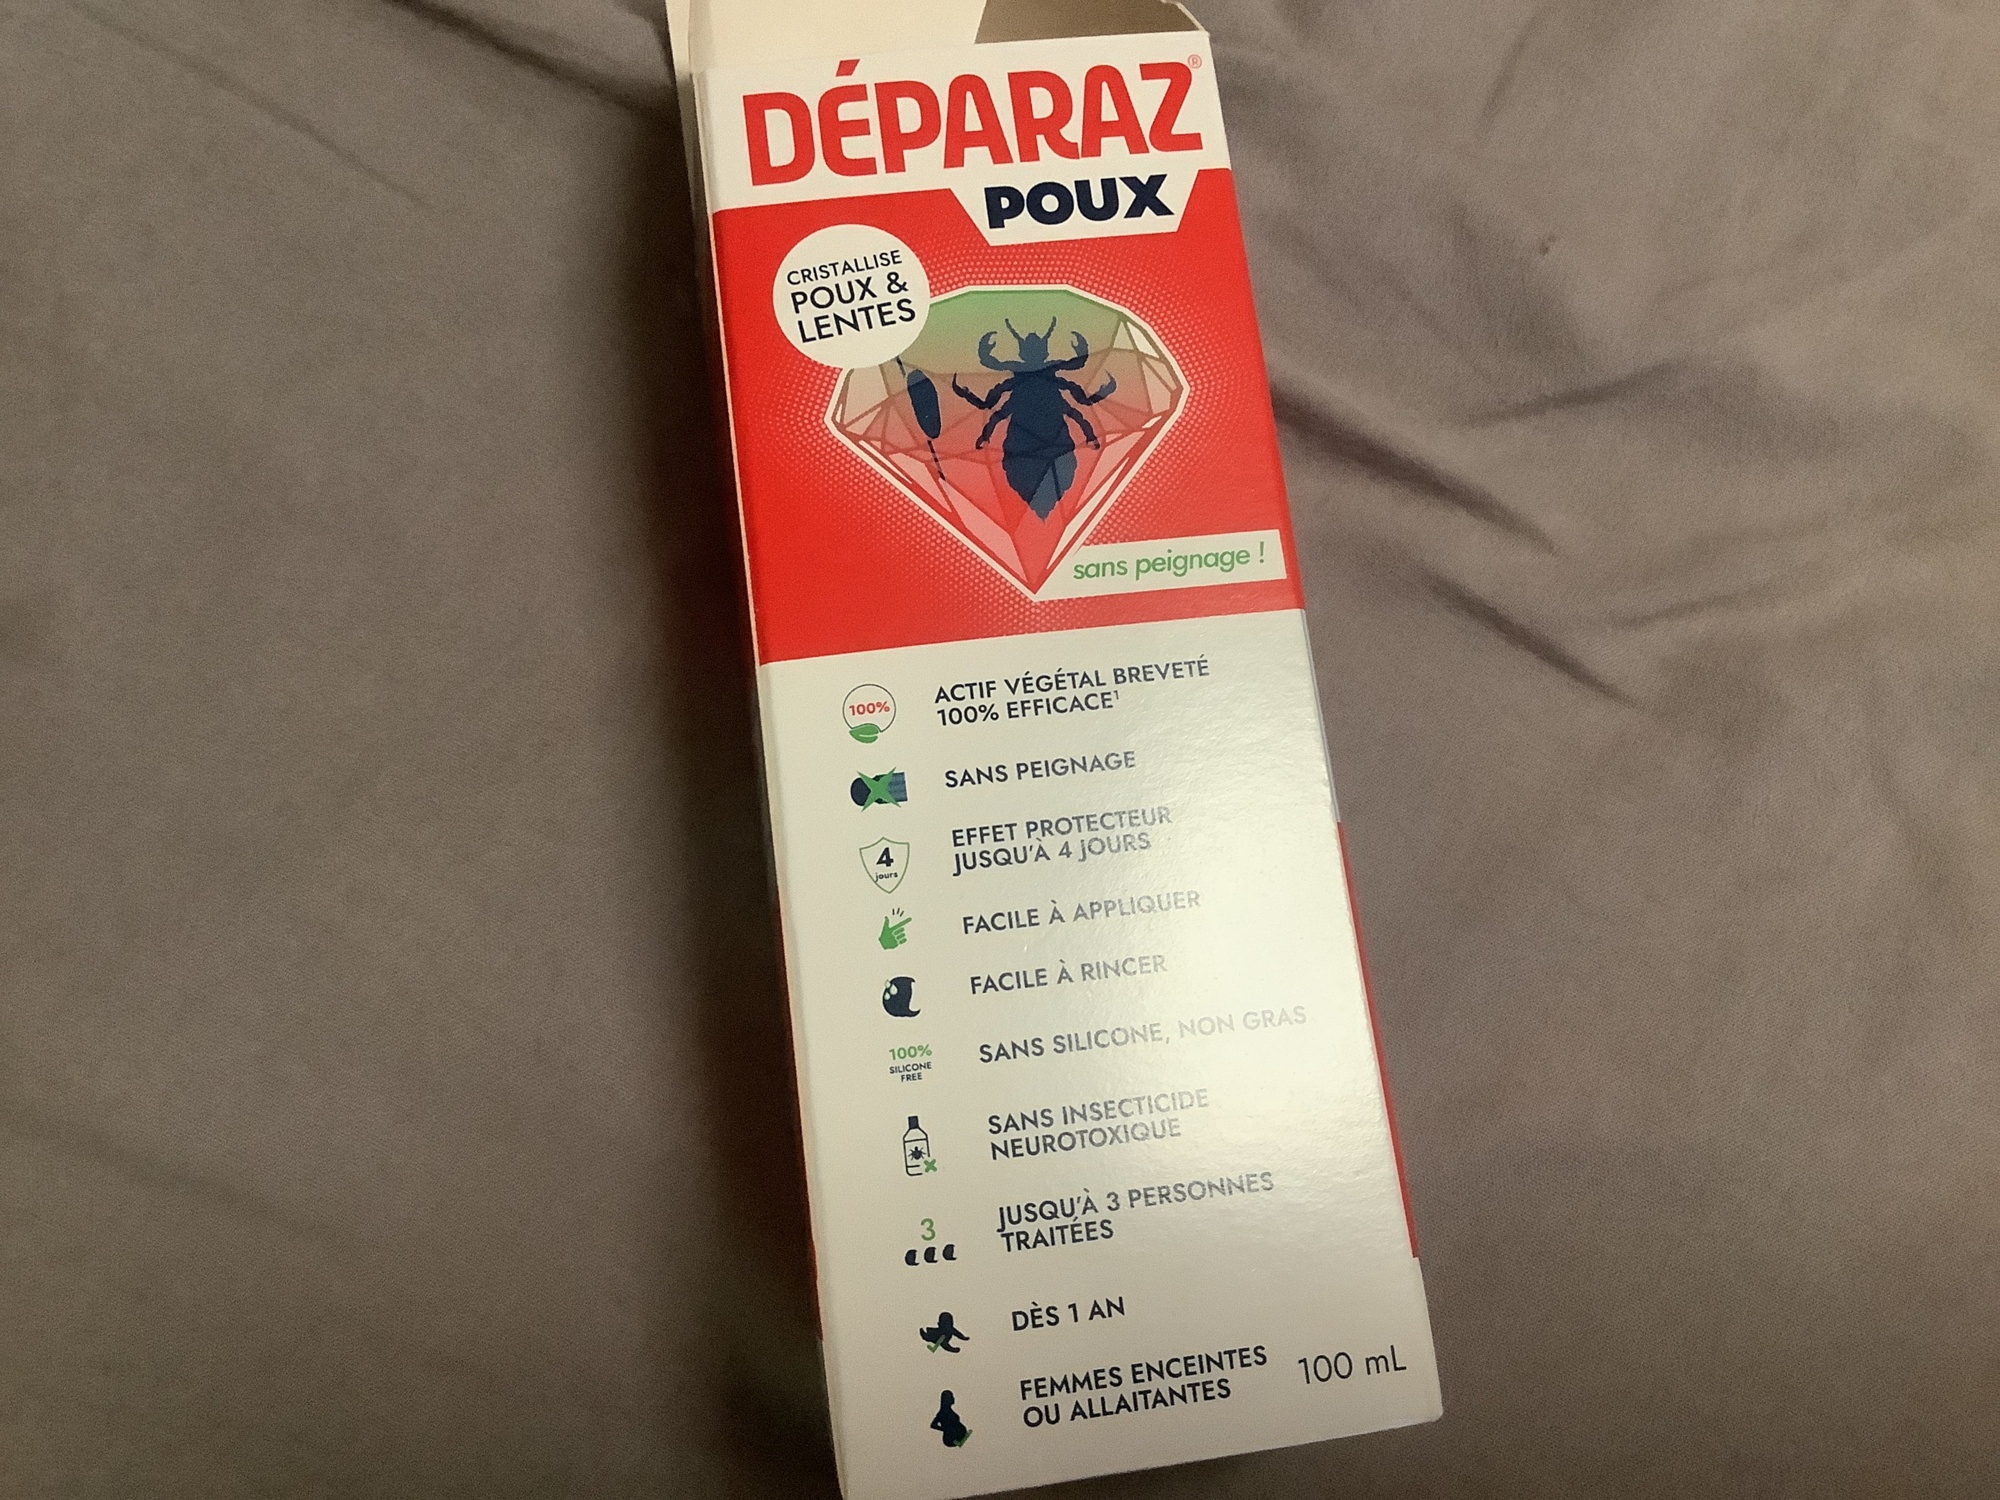 DÉPARAZ®
POUX
CRISTALLISE
POUX &
LENTES
sans peignage !
100%
ACTIF VÉGÉTAL BREVETÉ
100% EFFICACE¹
SANS PEIGNAGE
4
jours
EFFET PROTECTEUR
JUSQU'À 4 JOURS
FACILE À APPLIQUER
FACILE À RINCER
100%
SILICONE
FREE
SANS SILICONE, NON GRAS
SANS INSECTICIDE
NEUROTOXIQUE
3
JUSQU'À 3 PERSONNES
TRAITÉES
DÈS 1 AN
FEMMES ENCEINTES
OU ALLAITANTES
100 mL